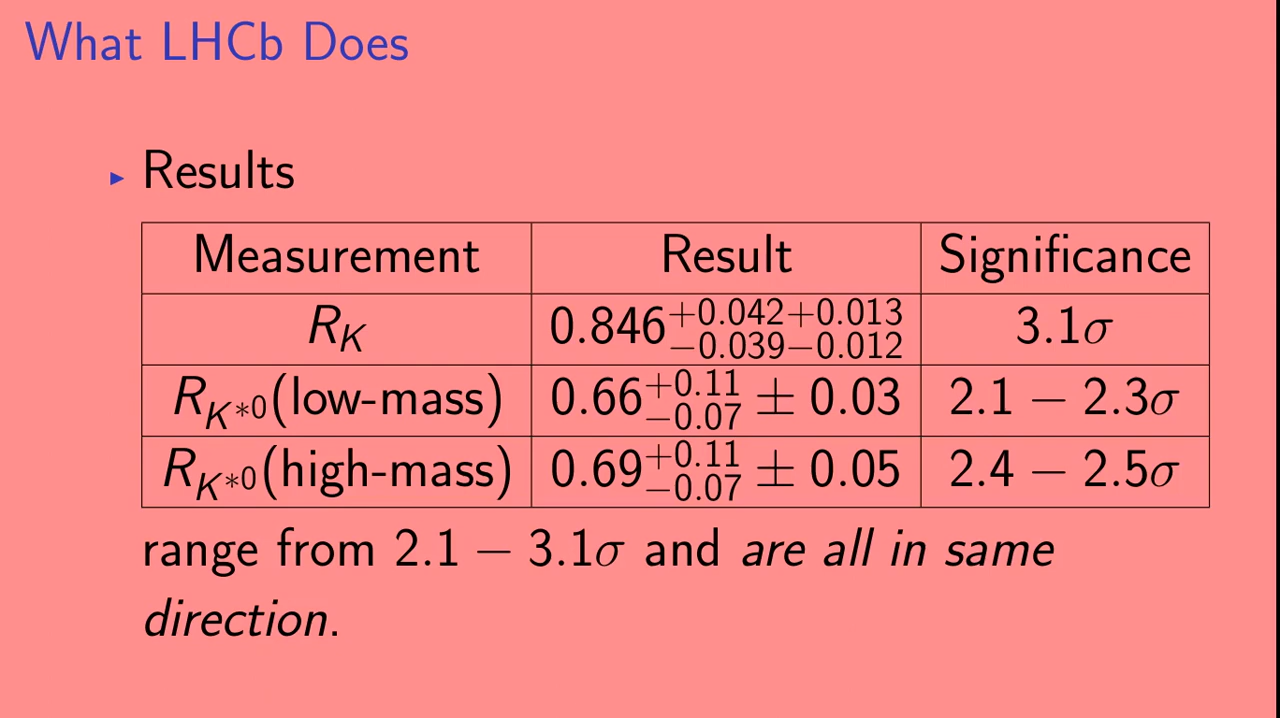 What LHCb Does
▸ Results
Measurement Result Significance
R_K 0.846^{+0.042+0.013}_{−0.039−0.012} 3.1σ
R_{K^{*0}}(low-mass) 0.66^{+0.11}_{−0.07} ± 0.03 2.1 − 2.3σ
R_{K^{*0}}(high-mass) 0.69^{+0.11}_{−0.07} ± 0.05 2.4 − 2.5σ
range from 2.1 − 3.1σ and are all in same
direction.